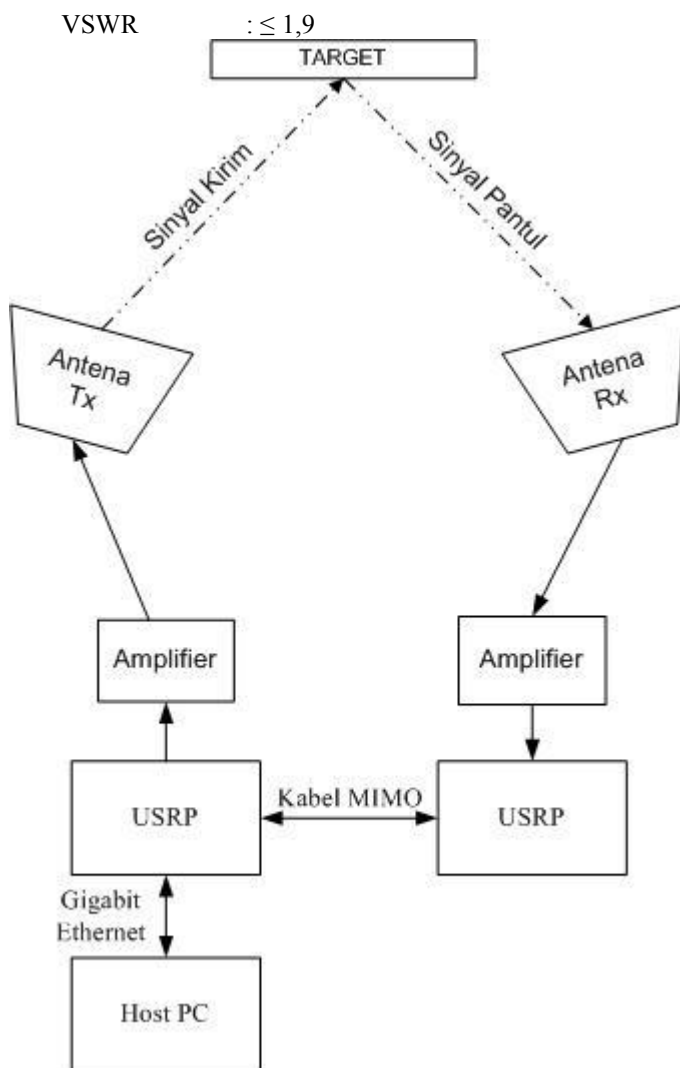 VSWR : ≤ 1,9
TARGET
Sinyal Kirim
Sinyal Pantul
Antena
Tx
Antena
Rx
Amplifier
Amplifier
USRP
Kabel MIMO
USRP
Gigabit
Ethernet
Host PC